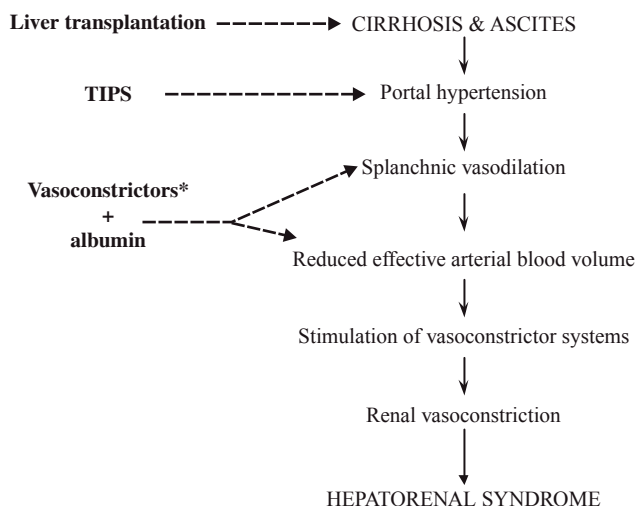 Liver transplantation
CIRRHOSIS & ASCITES
TIPS
Portal hypertension
Splanchnic vasodilation
Vasoconstrictors*
+
albumin
Reduced effective arterial blood volume
Stimulation of vasoconstrictor systems
Renal vasoconstriction
HEPATORENAL SYNDROME